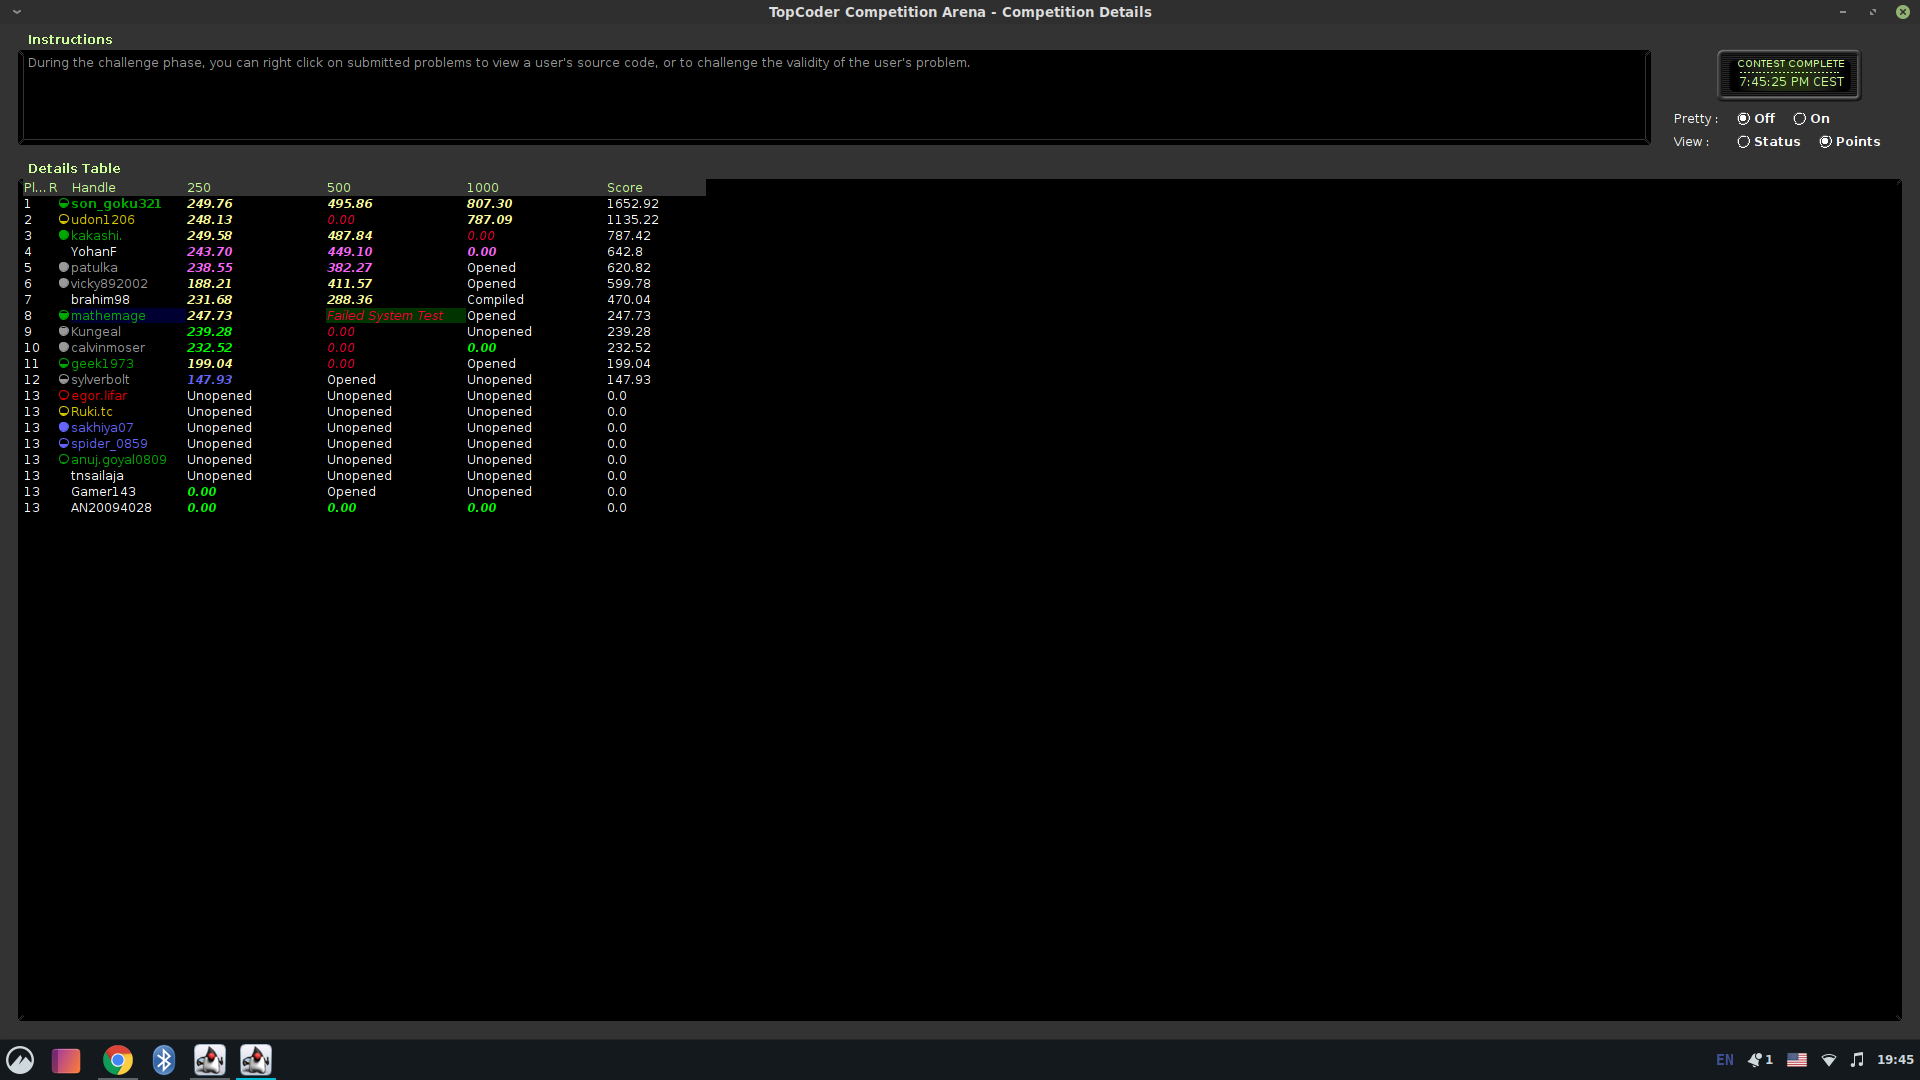 TopCoder Competition Arena - Competition Details
Instructions
During the challenge phase, you can right click on submitted problems to view a user's source code, or to challenge the validity of the user's problem.
CONTEST COMPLETE
7:45:25 PM CEST
Pretty : Off On
View : Status Points
Details Table
Pl... R Handle 250 500 1000 Score
1 son_goku321 249.76 495.86 807.30 1652.92
2 udon1206 248.13 0.00 787.09 1135.22
3 kakashi. 249.58 487.84 0.00 787.42
4 YohanF 243.70 449.10 0.00 642.8
5 patulka 238.55 382.27 Opened 620.82
6 vicky892002 188.21 411.57 Opened 599.78
7 brahim98 231.68 288.36 Compiled 470.04
8 mathemage 247.73 Failed System Test Opened 247.73
9 Kungeal 239.28 0.00 Unopened 239.28
10 calvinmoser 232.52 0.00 0.00 232.52
11 geek1973 199.04 0.00 Opened 199.04
12 sylverbolt 147.93 Opened Unopened 147.93
13 egor.lifar Unopened Unopened Unopened 0.0
13 Ruki.tc Unopened Unopened Unopened 0.0
13 sakhiya07 Unopened Unopened Unopened 0.0
13 spider_0859 Unopened Unopened Unopened 0.0
13 anuj.goyal0809 Unopened Unopened Unopened 0.0
13 tnsailaja Unopened Unopened Unopened 0.0
13 Gamer143 0.00 Opened Unopened 0.0
13 AN20094028 0.00 0.00 0.00 0.0
EN 1 19:45